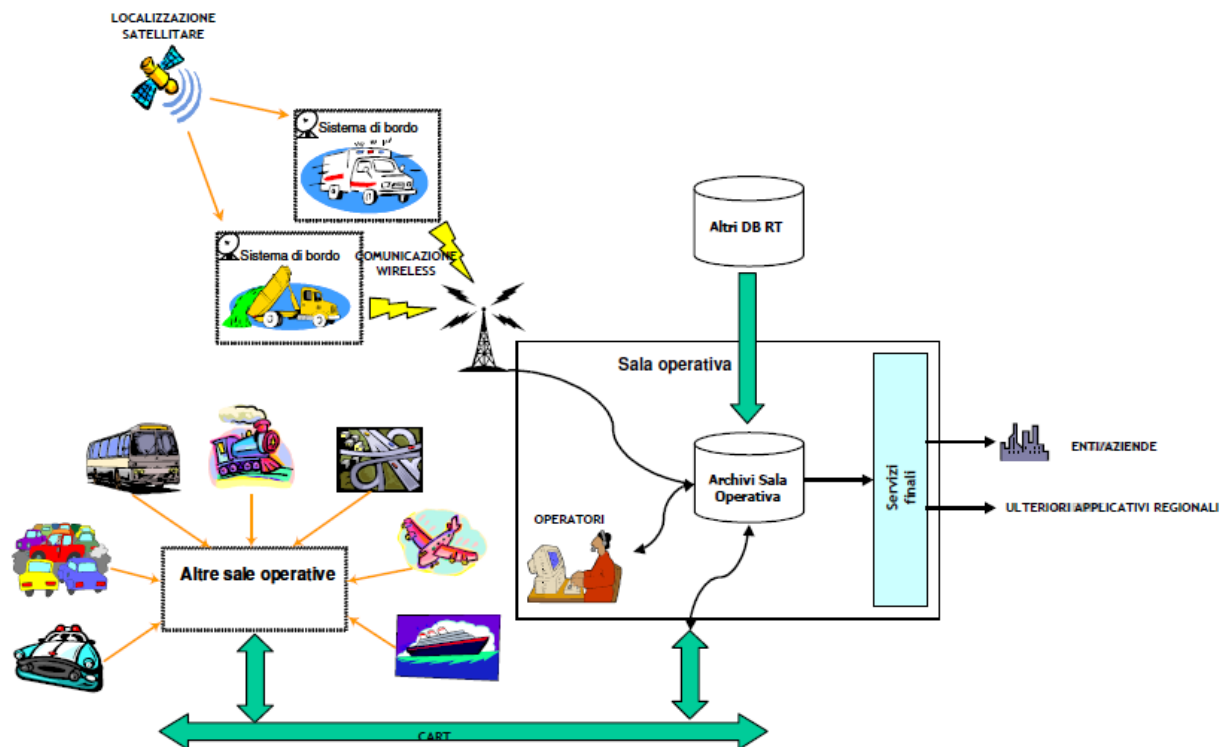 LOCALIZZAZIONE
SATELLITARE
Sistema di bordo
Sistema di bordo
COMUNICAZIONE
WIRELESS
Altri DB RT
Sala operativa
Archivi Sala
Operativa
Servizi
finali
ENTI/AZIENDE
ULTERIORI APPLICATIVI REGIONALI
OPERATORI
Altre sale operative
CART